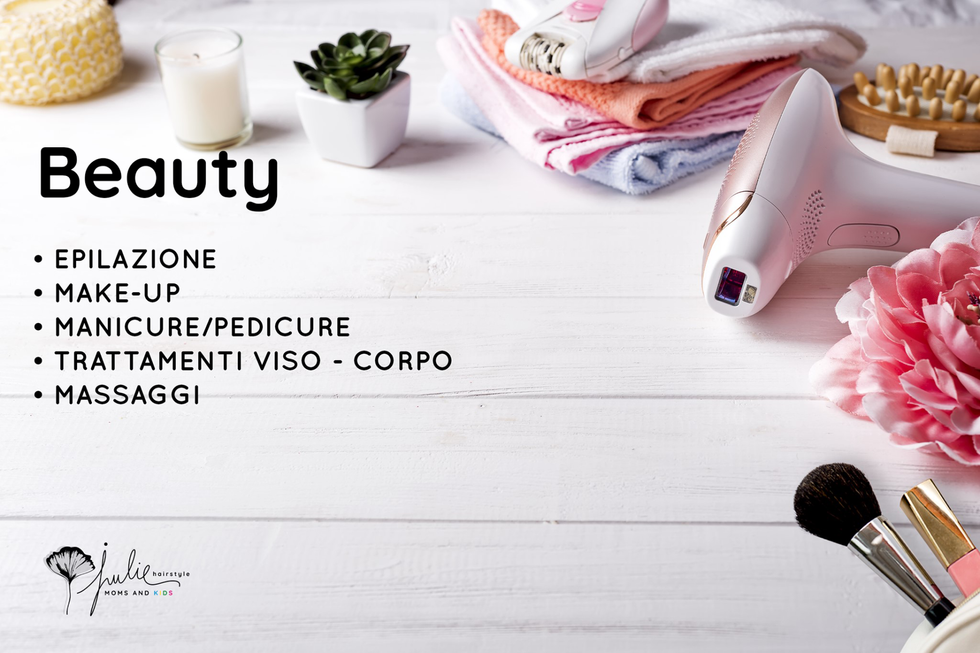 Beauty
• EPILAZIONE
• MAKE-UP
• MANICURE/PEDICURE
• TRATTAMENTI VISO - CORPO
• MASSAGGI
julie hairstyle
MOMS AND KIDS